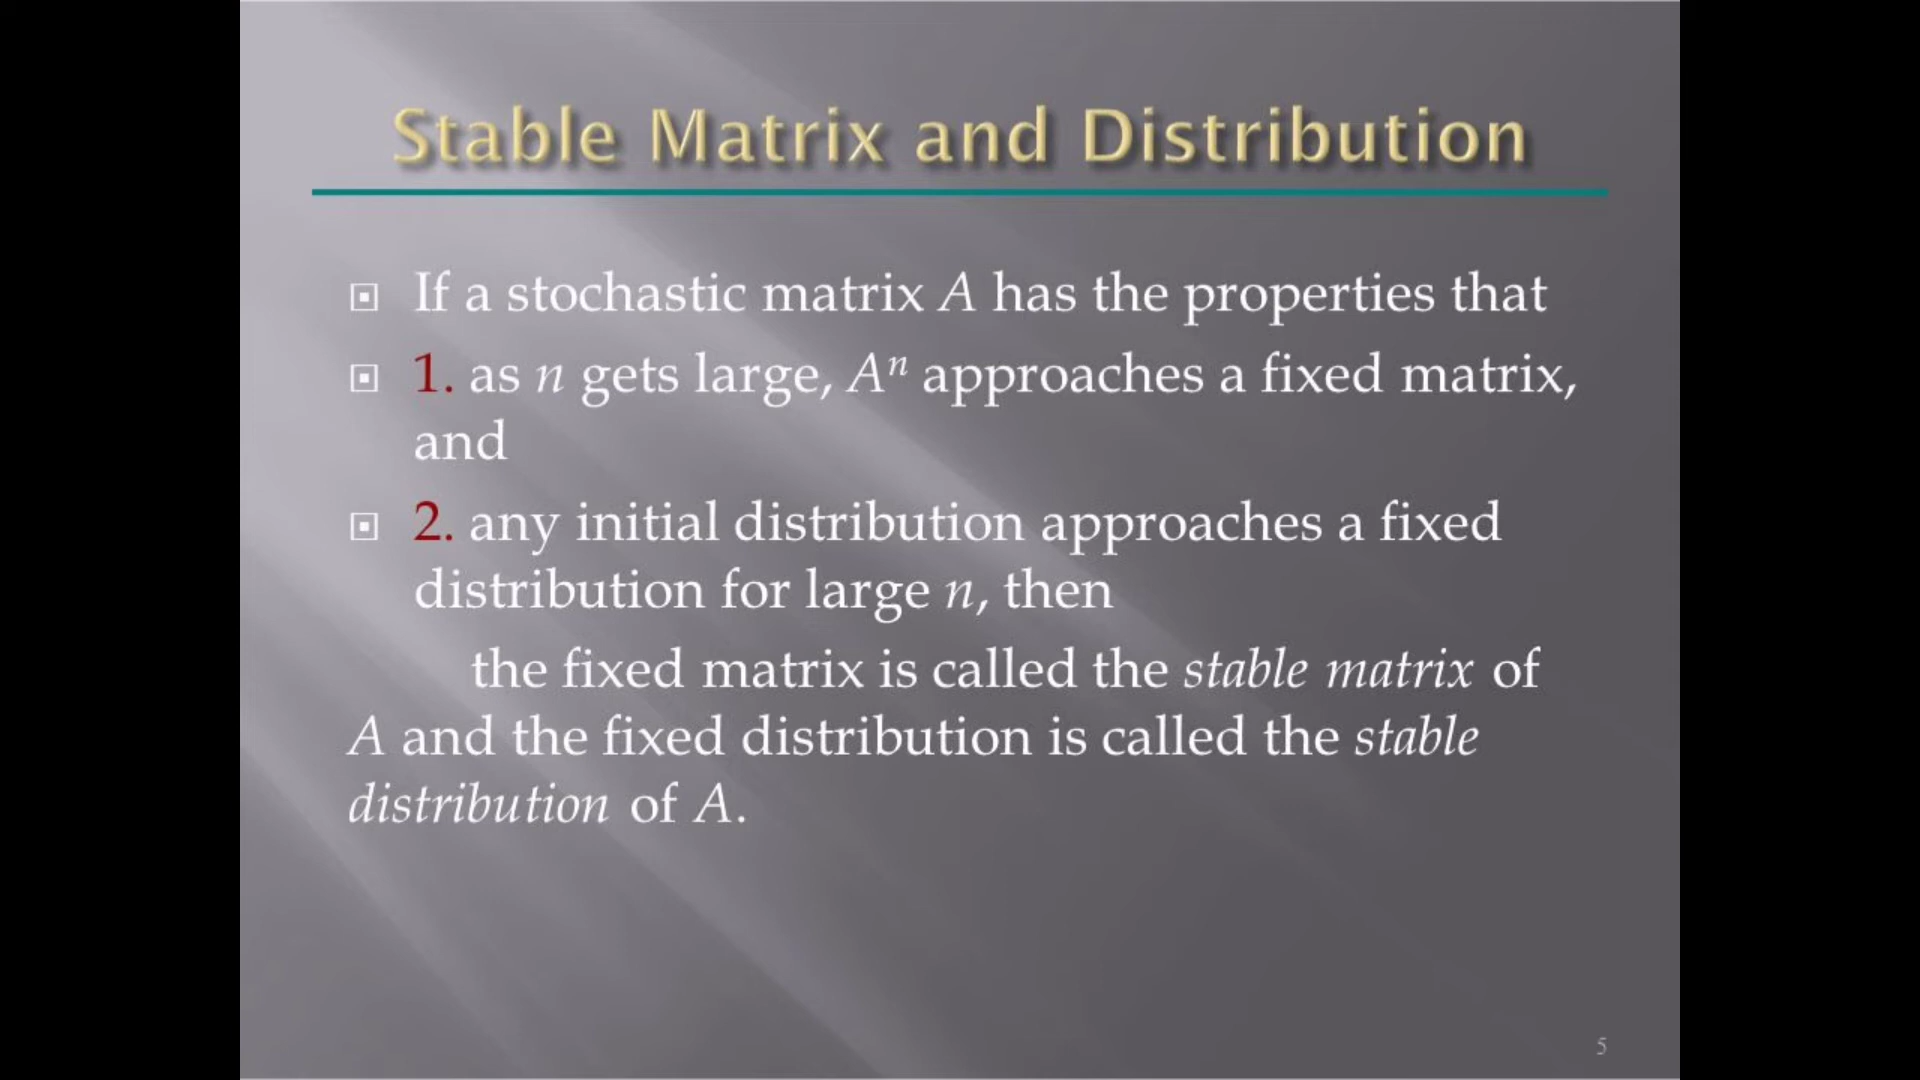 Stable Matrix and Distribution
If a stochastic matrix A has the properties that
1. as n gets large, Aⁿ approaches a fixed matrix,
and
2. any initial distribution approaches a fixed
distribution for large n, then
the fixed matrix is called the stable matrix of
A and the fixed distribution is called the stable
distribution of A.
5